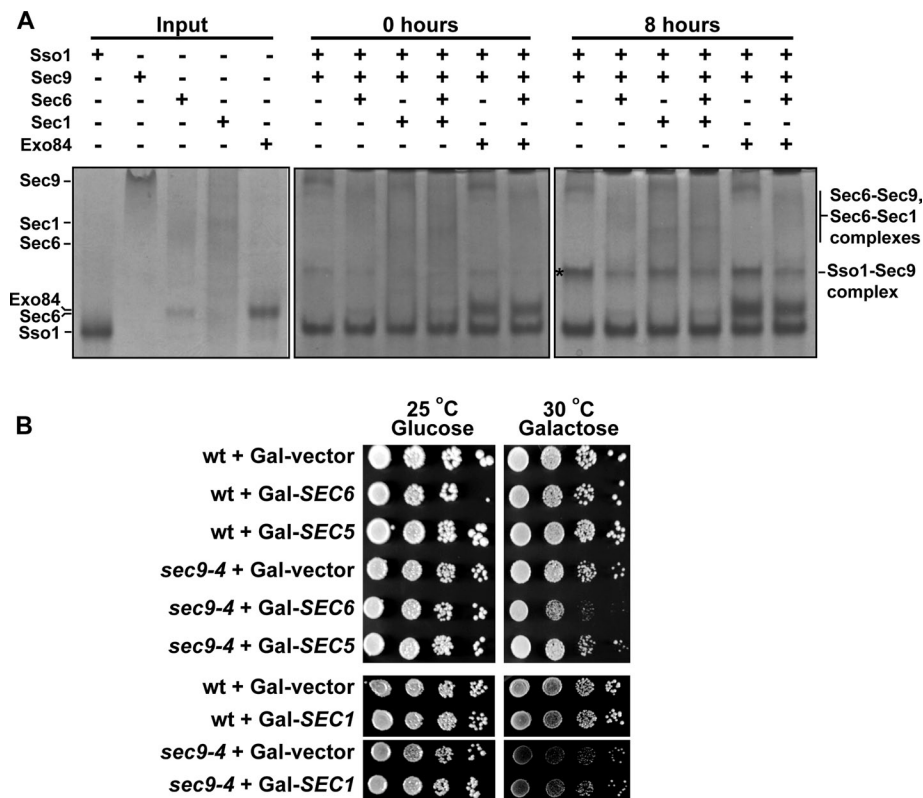 A
Input 0 hours 8 hours
Sso1 + - - - - + + + + + + + + + + + +
Sec9 - + - - - + + + + + + + + + + + +
Sec6 - - + - - - + - + - + - + - + - +
Sec1 - - - + - - - + + - - - - + + - -
Exo84 - - - - + - - - - + + - - - - + +
Sec9
Sec1
Sec6
Exo84
Sec6
Sso1
*
Sec6-Sec9,
Sec6-Sec1
complexes
Sso1-Sec9
complex
B
25 °C
Glucose
30 °C
Galactose
wt + Gal-vector
wt + Gal-SEC6
wt + Gal-SEC5
sec9-4 + Gal-vector
sec9-4 + Gal-SEC6
sec9-4 + Gal-SEC5
wt + Gal-vector
wt + Gal-SEC1
sec9-4 + Gal-vector
sec9-4 + Gal-SEC1